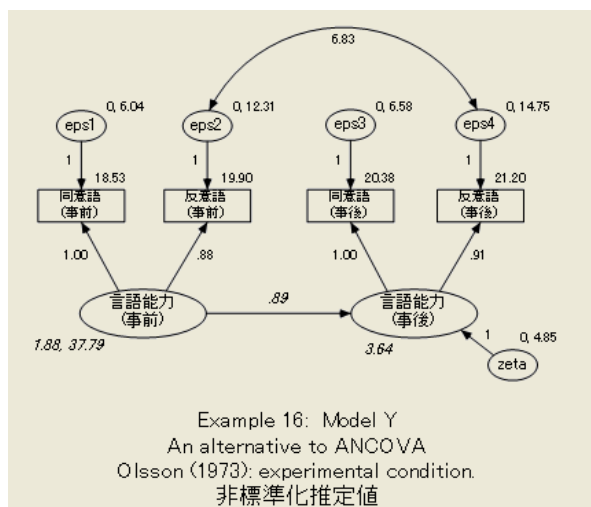 6.83
0, 6.04
0, 12.31
0, 6.58
0, 14.75
eps1
eps2
eps3
eps4
1
1
1
1
18.53
19.90
20.38
21.20
同意語
(事前)
反意語
(事前)
同意語
(事後)
反意語
(事後)
1.00
.88
1.00
.91
言語能力
(事前)
.89
言語能力
(事後)
1.88, 37.79
3.64
1
0, 4.85
zeta
Example 16: Model Y
An alternative to ANCOVA
Olsson (1973): experimental condition.
非標準化推定値